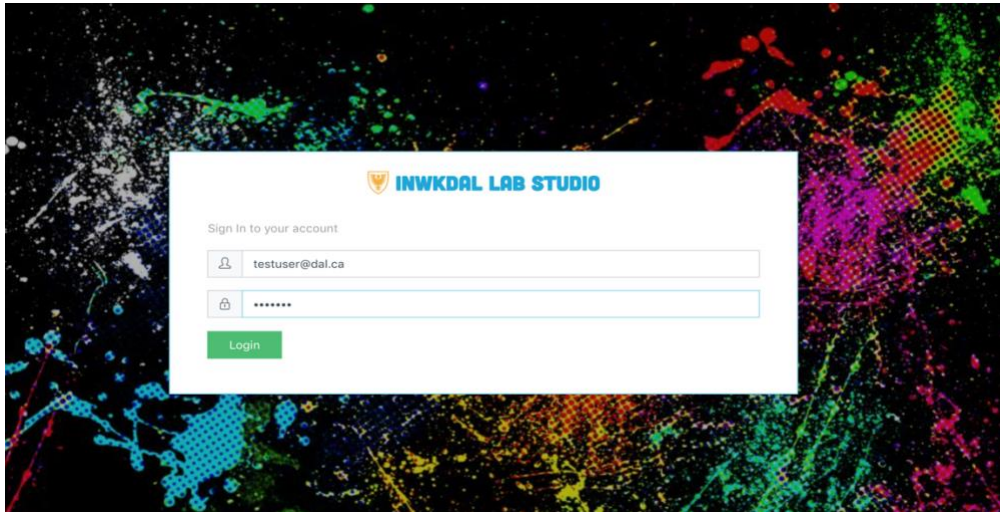 INWKDAL LAB STUDIO
Sign In to your account
testuser@dal.ca
•••••••
Login